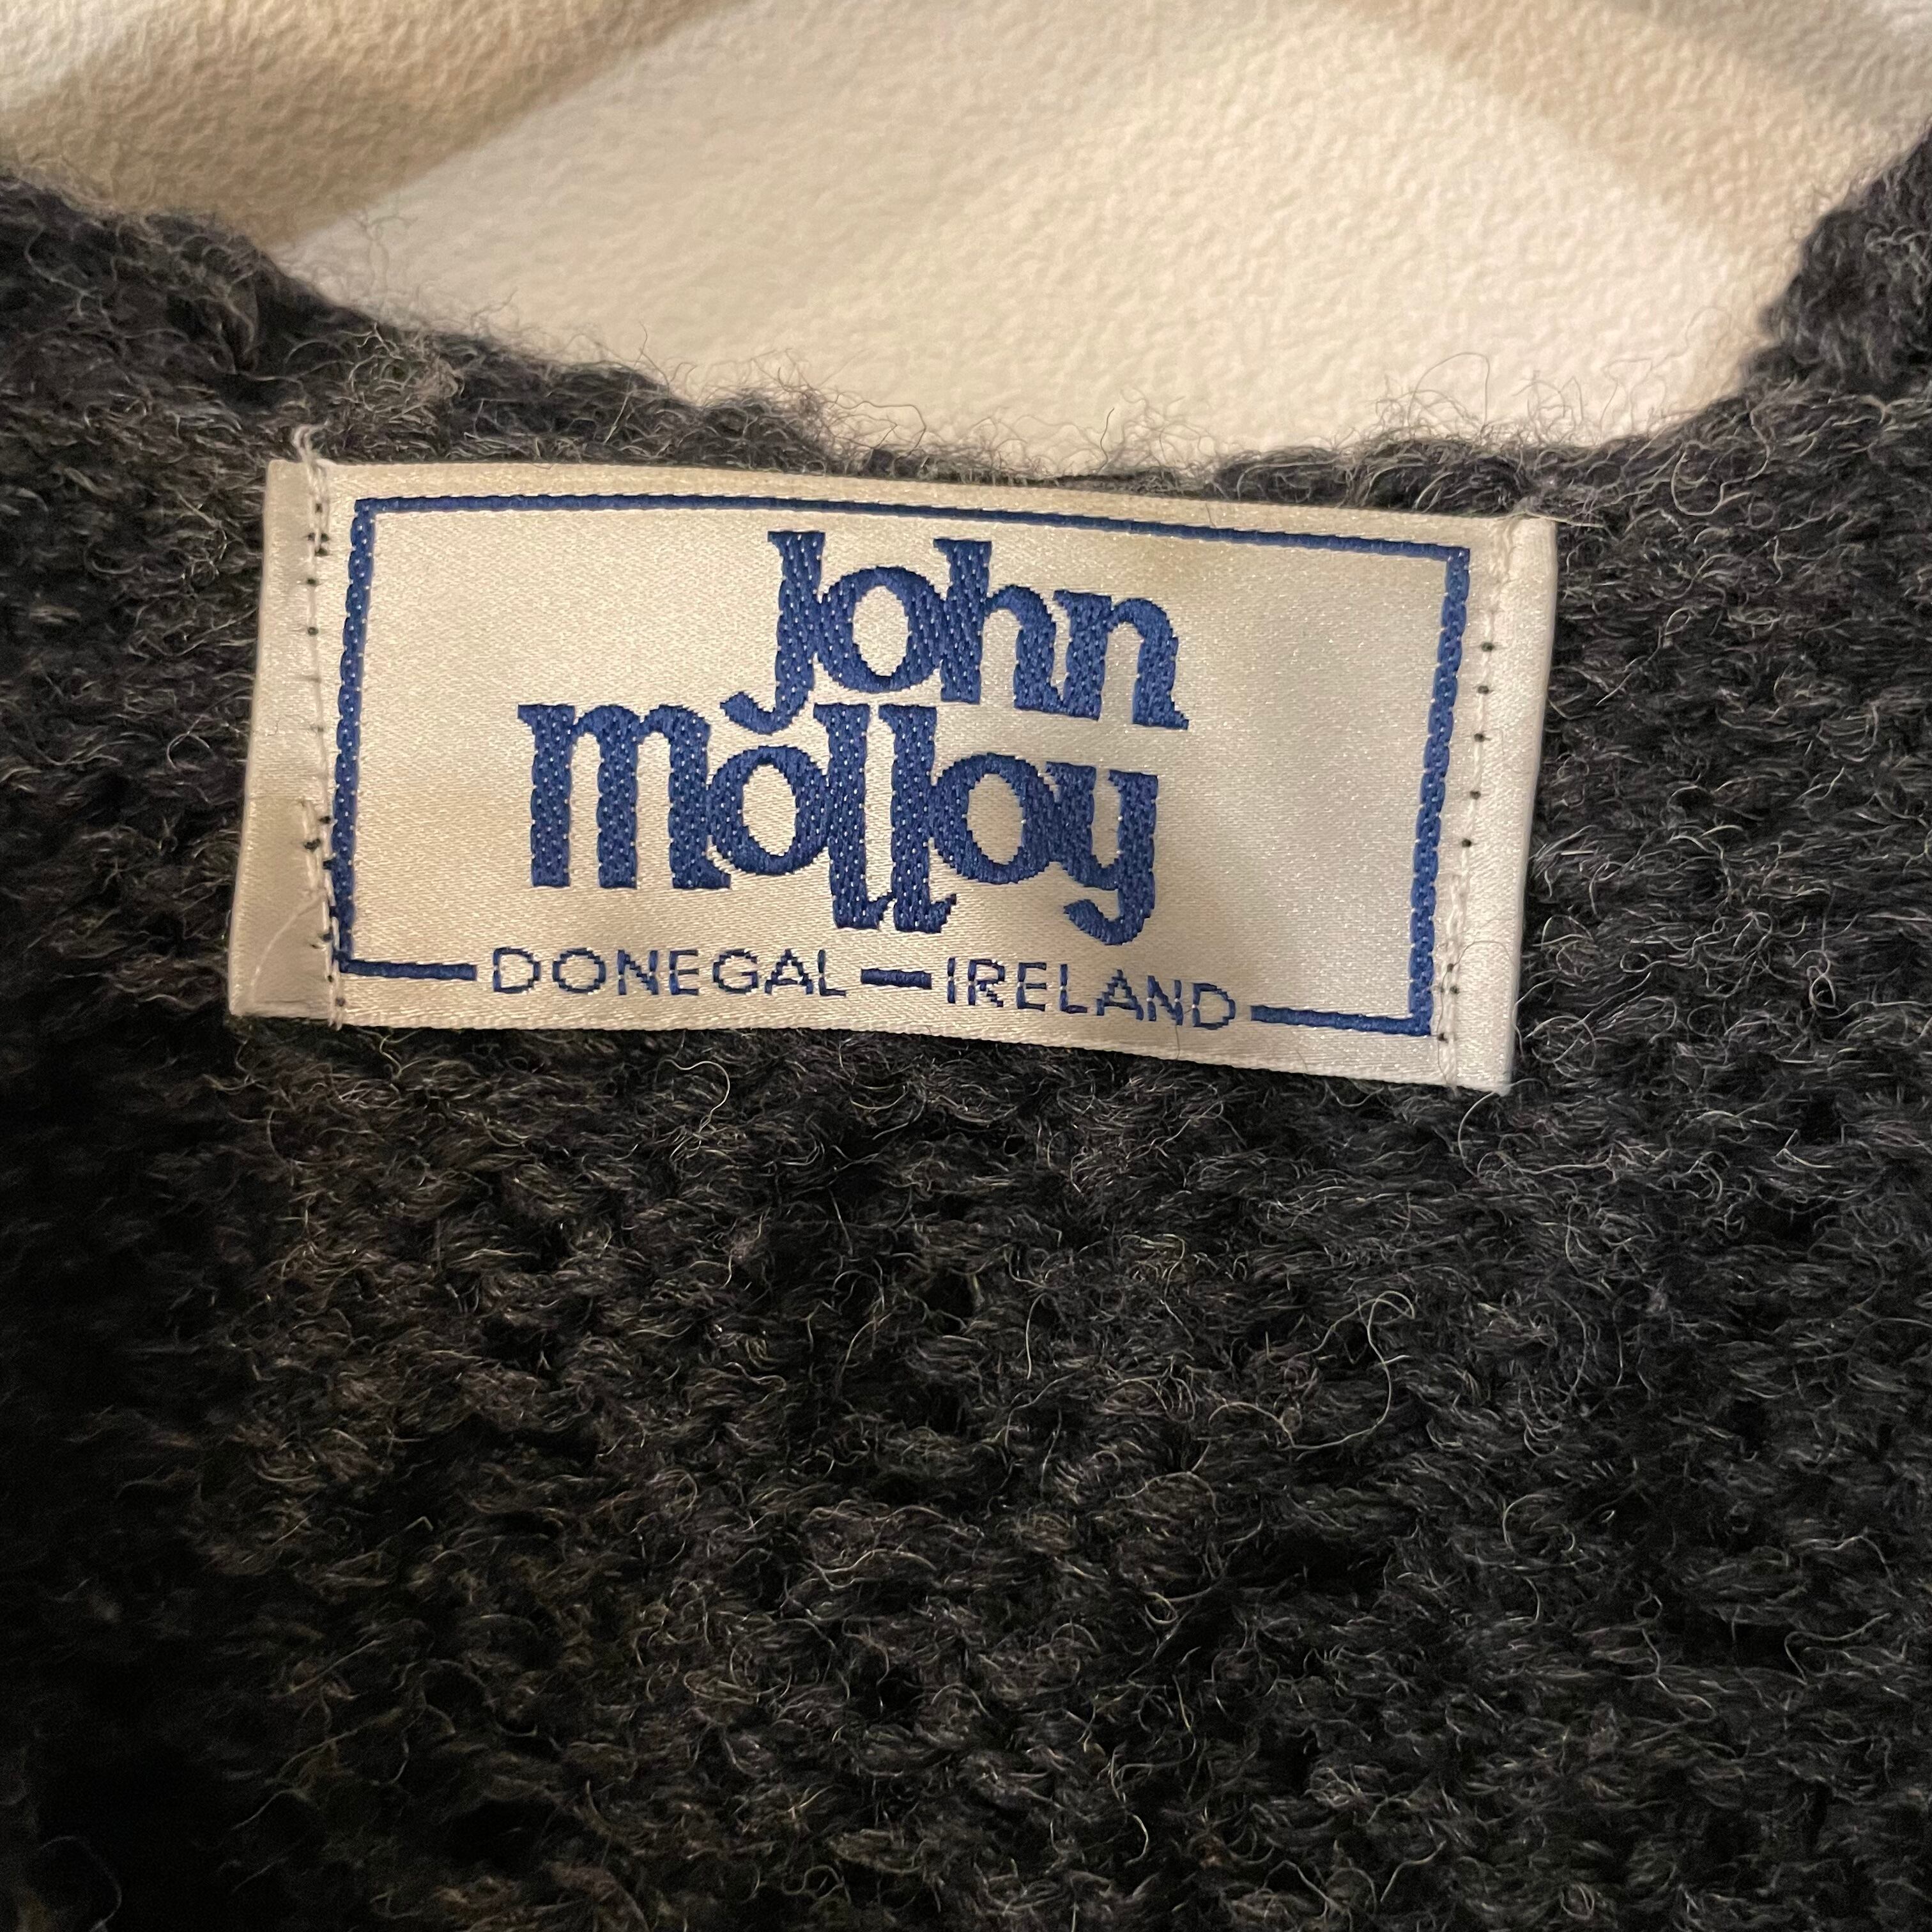 John
molloy
DONEGAL — IRELAND